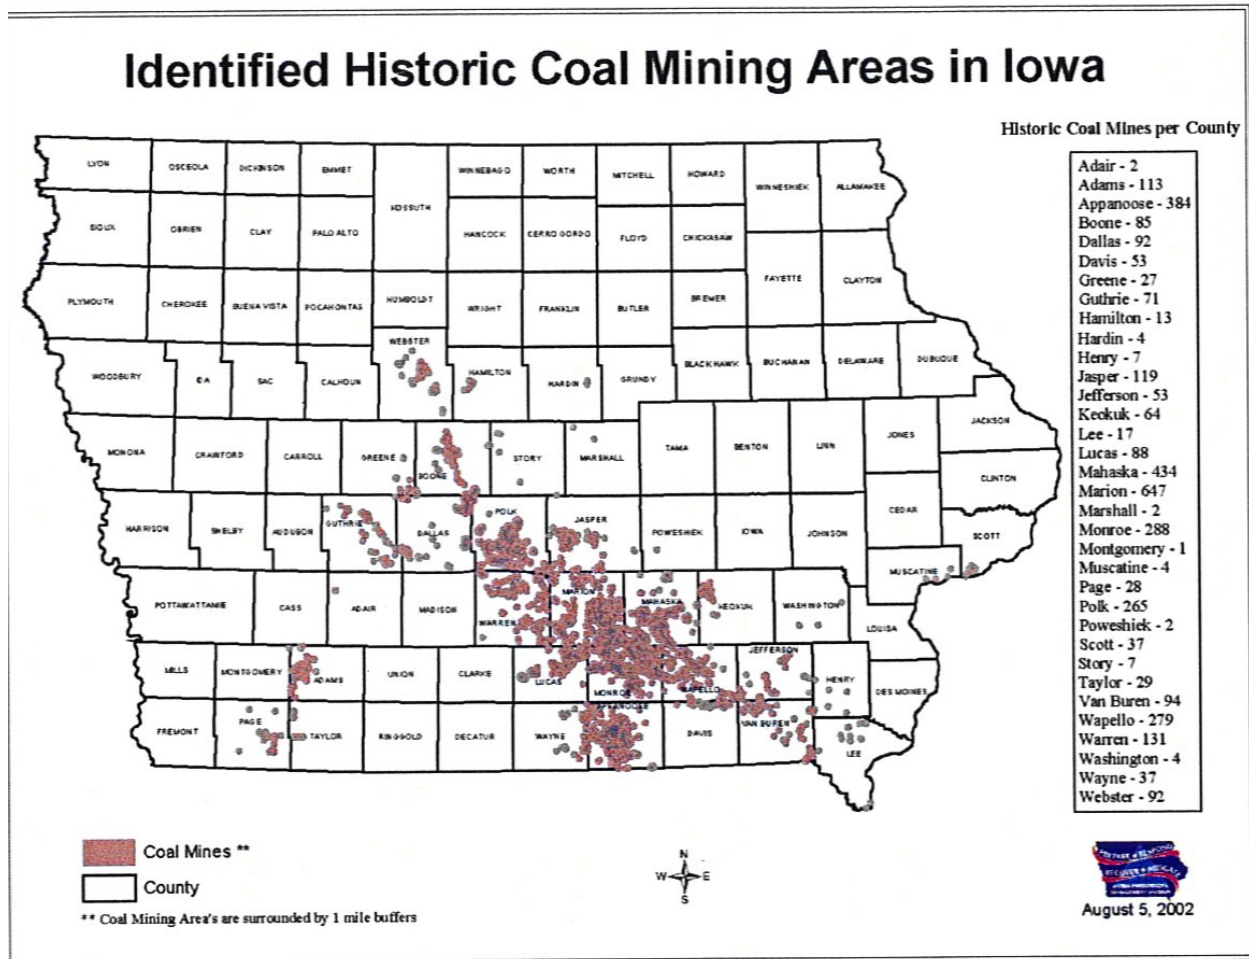 Identified Historic Coal Mining Areas in Iowa
Historic Coal Mines per County
Adair - 2
Adams - 113
Appanoose - 384
Boone - 85
Dallas - 92
Davis - 53
Greene - 27
Guthrie - 71
Hamilton - 13
Hardin - 4
Henry - 7
Jasper - 119
Jefferson - 53
Keokuk - 64
Lee - 17
Lucas - 88
Mahaska - 434
Marion - 647
Marshall - 2
Monroe - 288
Montgomery - 1
Muscatine - 4
Page - 28
Polk - 265
Poweshiek - 2
Scott - 37
Story - 7
Taylor - 29
Van Buren - 94
Wapello - 279
Warren - 131
Washington - 4
Wayne - 37
Webster - 92
LYON
OSCEOLA
DICKINSON
EMMET
KOSSUTH
WINNEBAGO
WORTH
MITCHELL
HOWARD
WINNESHIEK
ALLAMAKEE
SIOUX
OBRIEN
CLAY
PALO ALTO
HANCOCK
CERRO GORDO
FLOYD
CHICKASAW
FAYETTE
CLAYTON
PLYMOUTH
CHEROKEE
BUENA VISTA
POCAHONTAS
HUMBOLDT
WRIGHT
FRANKLIN
BUTLER
BREMER
WEBSTER
WOODBURY
IDA
SAC
CALHOUN
HAMILTON
HARDIN
GRUNDY
BLACK HAWK
BUCHANAN
DELAWARE
DUBUQUE
MONONA
CRAWFORD
CARROLL
GREENE
BOONE
STORY
MARSHALL
TAMA
BENTON
LINN
JONES
JACKSON
CLINTON
HARRISON
SHELBY
AUDUBON
GUTHRIE
DALLAS
POLK
JASPER
POWESHIEK
IOWA
JOHNSON
CEDAR
SCOTT
MUSCATINE
POTTAWATTAMIE
CASS
ADAIR
MADISON
WARREN
MARION
MAHASKA
KEOKUK
WASHINGTON
LOUISA
MILLS
MONTGOMERY
ADAMS
UNION
CLARKE
LUCAS
MONROE
WAPELLO
JEFFERSON
HENRY
DES MOINES
FREMONT
PAGE
TAYLOR
RINGGOLD
DECATUR
WAYNE
APPANOOSE
DAVIS
VAN BUREN
LEE
Coal Mines **
County
** Coal Mining Area's are surrounded by 1 mile buffers
N
W E
S
August 5, 2002